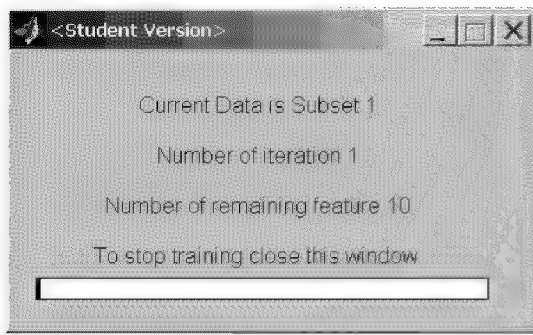 <Student Version>
Current Data is Subset 1
Number of iteration 1
Number of remaining feature 10
To stop training close this window